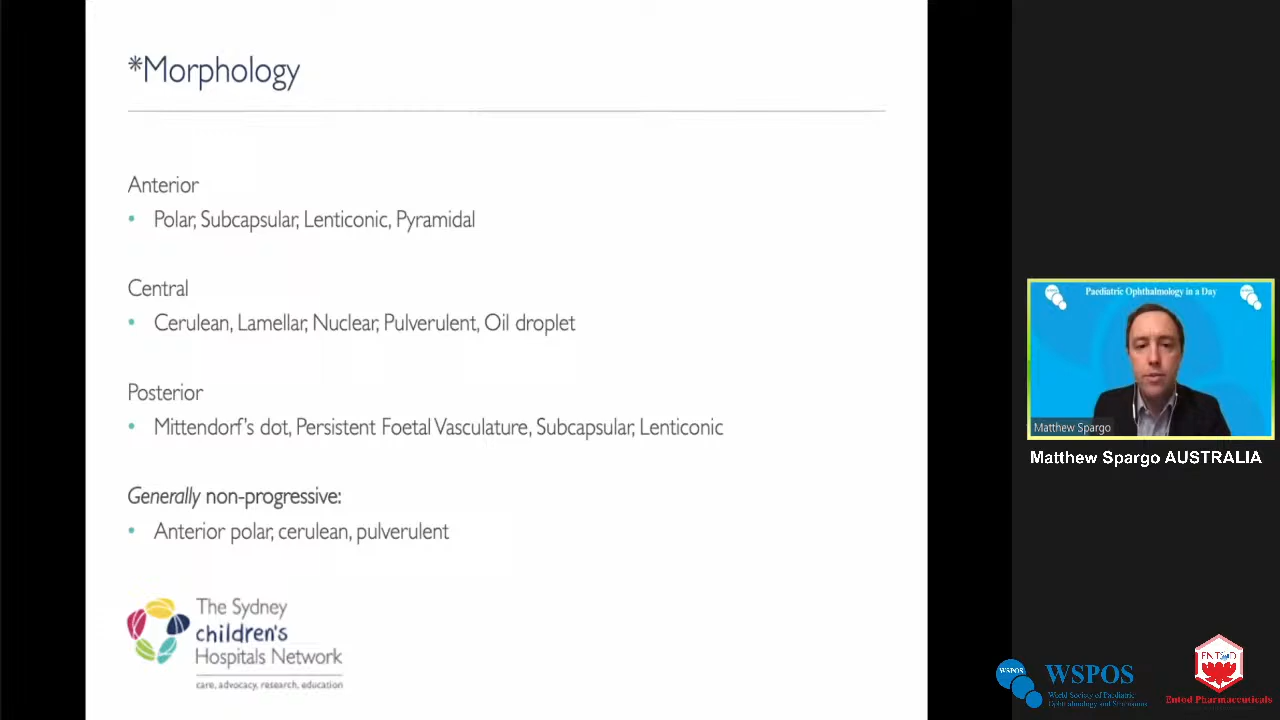 *Morphology
Anterior
• Polar, Subcapsular, Lenticonic, Pyramidal
Central
• Cerulean, Lamellar, Nuclear, Pulverulent, Oil droplet
Posterior
• Mittendorf's dot, Persistent Foetal Vasculature, Subcapsular, Lenticonic
Generally non-progressive:
• Anterior polar, cerulean, pulverulent
The Sydney
children's
Hospitals Network
care, advocacy, research, education
Paediatric Ophthalmology in a Day
Matthew Spargo
Matthew Spargo AUSTRALIA
WSPOS
WSPOS
World Society of Paediatric
Ophthalmology and Strabismus
ENTOD
Entod Pharmaceuticals